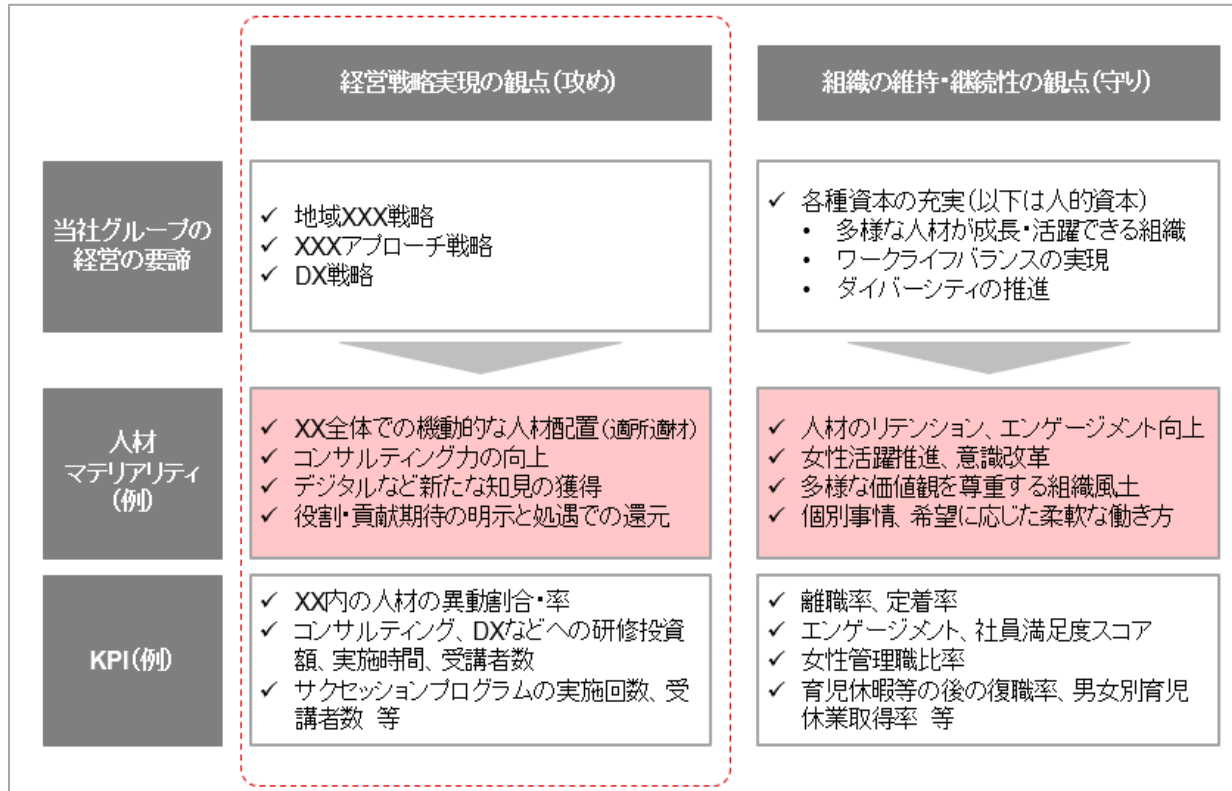 経営戦略実現の観点(攻め)
組織の維持・継続性の観点(守り)
当社グループの
経営の要諦
✓ 地域XXX戦略
✓ XXXアプローチ戦略
✓ DX戦略
✓ 各種資本の充実(以下は人的資本)
• 多様な人材が成長・活躍できる組織
• ワークライフバランスの実現
• ダイバーシティの推進
人材
マテリアリティ
(例)
✓ XX全体での機動的な人材配置(適所適材)
✓ コンサルティング力の向上
✓ デジタルなど新たな知見の獲得
✓ 役割・貢献期待の明示と処遇での還元
✓ 人材のリテンション、エンゲージメント向上
✓ 女性活躍推進、意識改革
✓ 多様な価値観を尊重する組織風土
✓ 個別事情、希望に応じた柔軟な働き方
KPI(例)
✓ XX内の人材の異動割合・率
✓ コンサルティング、DXなどへの研修投資
額、実施時間、受講者数
✓ サクセッションプログラムの実施回数、受
講者数 等
✓ 離職率、定着率
✓ エンゲージメント、社員満足度スコア
✓ 女性管理職比率
✓ 育児休暇等の後の復職率、男女別育児
休業取得率 等